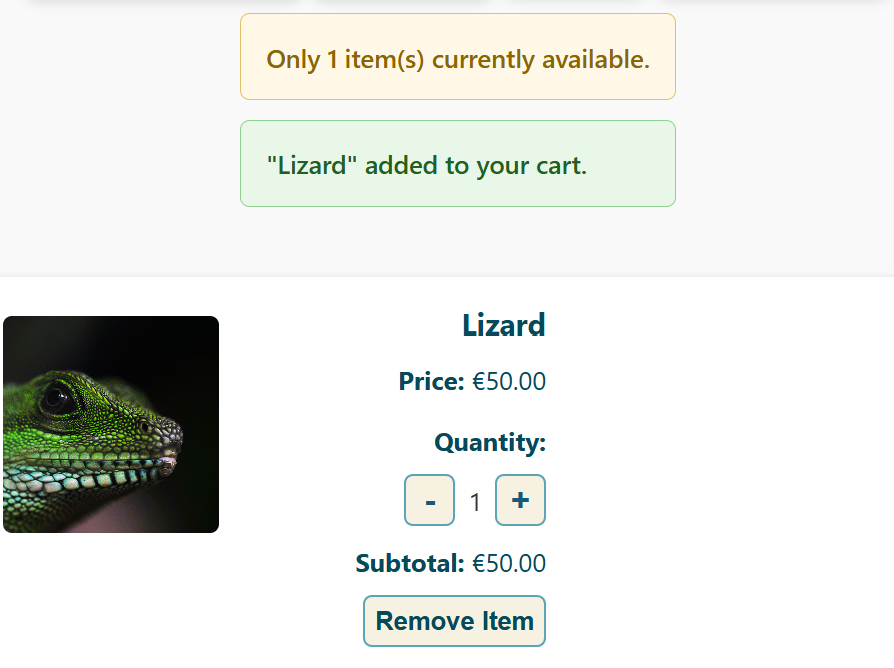 Only 1 item(s) currently available.
"Lizard" added to your cart.
Lizard
Price: €50.00
Quantity:
- 1 +
Subtotal: €50.00
Remove Item